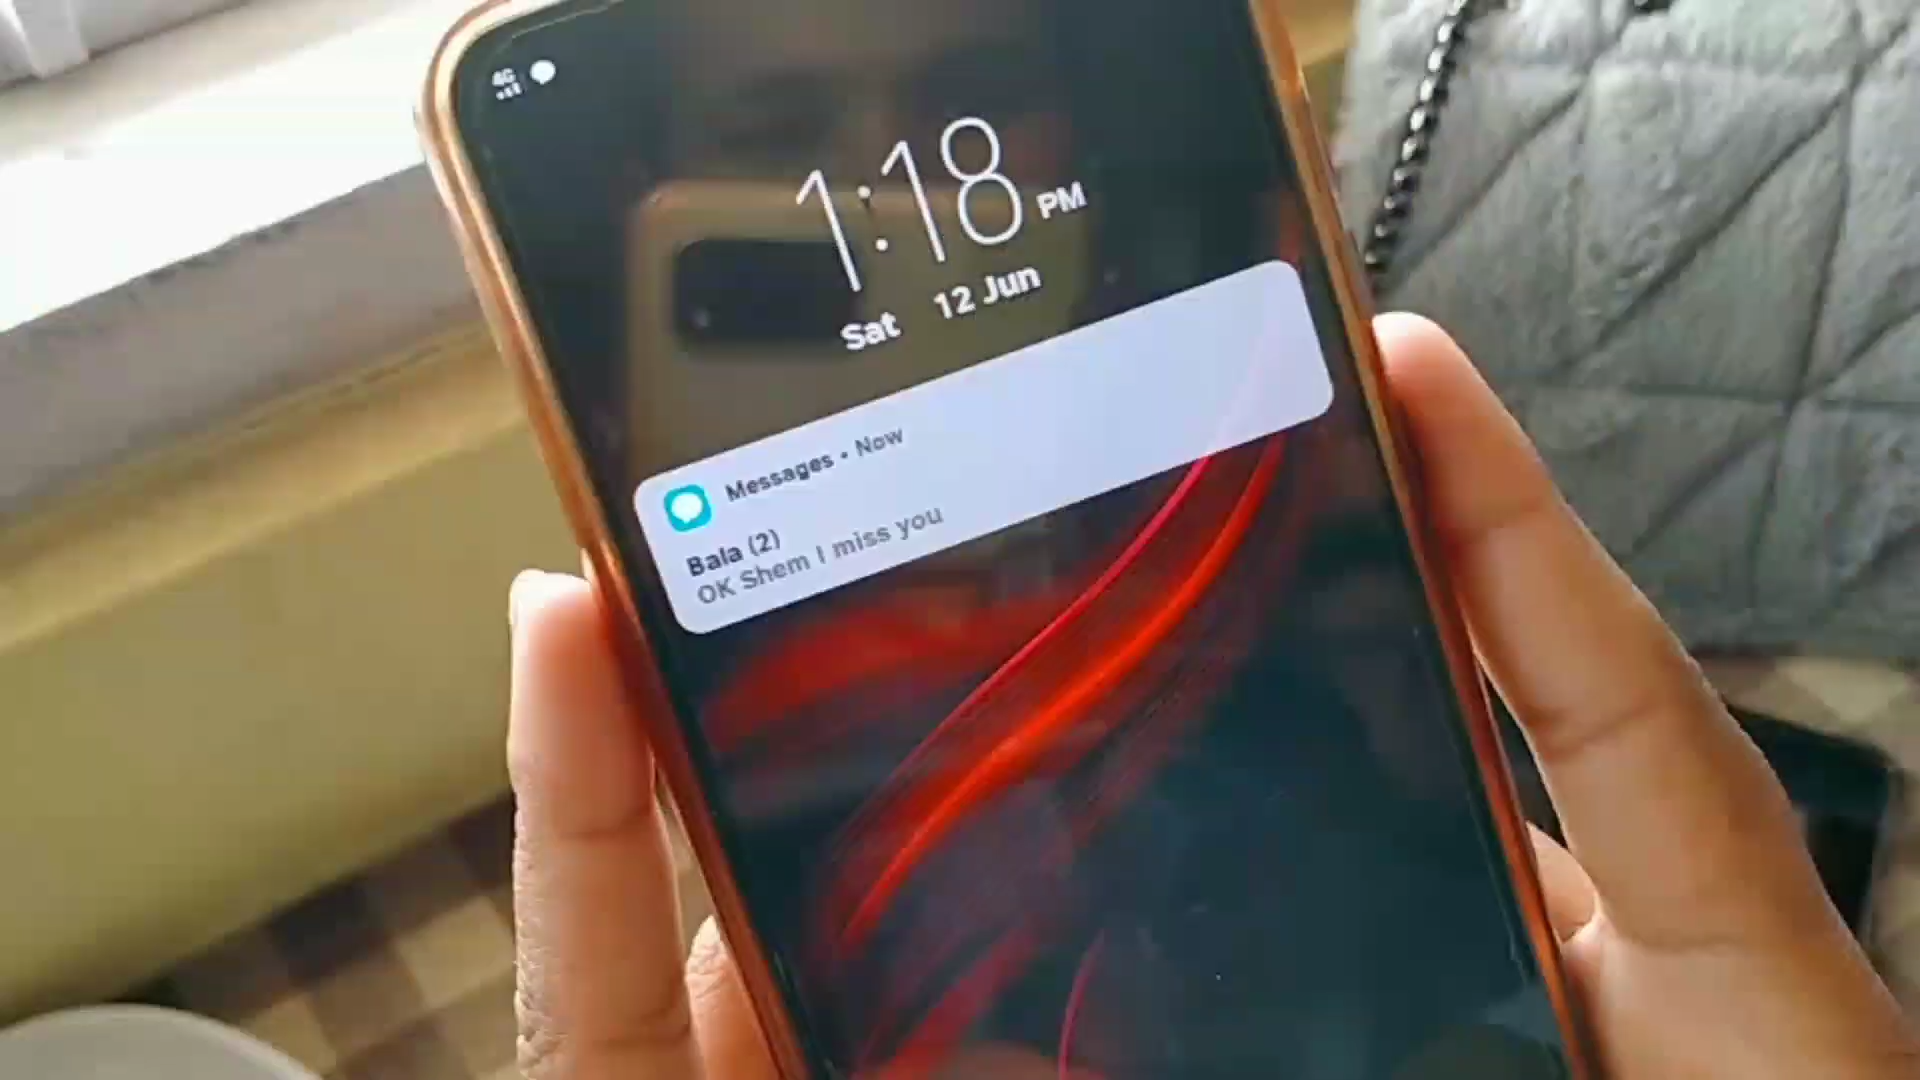 4G
1:18 PM
Sat 12 Jun
Messages • Now
Bala (2)
OK Shem I miss you